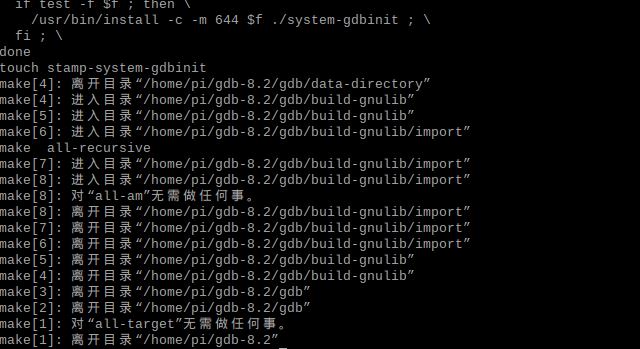 if test -f $f ; then \
/usr/bin/install -c -m 644 $f ./system-gdbinit ; \
fi ; \
done
touch stamp-system-gdbinit
make[4]: 离开目录“/home/pi/gdb-8.2/gdb/data-directory”
make[4]: 进入目录“/home/pi/gdb-8.2/gdb/build-gnulib”
make[5]: 进入目录“/home/pi/gdb-8.2/gdb/build-gnulib”
make[6]: 进入目录“/home/pi/gdb-8.2/gdb/build-gnulib/import”
make  all-recursive
make[7]: 进入目录“/home/pi/gdb-8.2/gdb/build-gnulib/import”
make[8]: 进入目录“/home/pi/gdb-8.2/gdb/build-gnulib/import”
make[8]: 对“all-am”无需做任何事。
make[8]: 离开目录“/home/pi/gdb-8.2/gdb/build-gnulib/import”
make[7]: 离开目录“/home/pi/gdb-8.2/gdb/build-gnulib/import”
make[6]: 离开目录“/home/pi/gdb-8.2/gdb/build-gnulib/import”
make[5]: 离开目录“/home/pi/gdb-8.2/gdb/build-gnulib”
make[4]: 离开目录“/home/pi/gdb-8.2/gdb/build-gnulib”
make[3]: 离开目录“/home/pi/gdb-8.2/gdb”
make[2]: 离开目录“/home/pi/gdb-8.2/gdb”
make[1]: 对“all-target”无需做任何事。
make[1]: 离开目录“/home/pi/gdb-8.2”